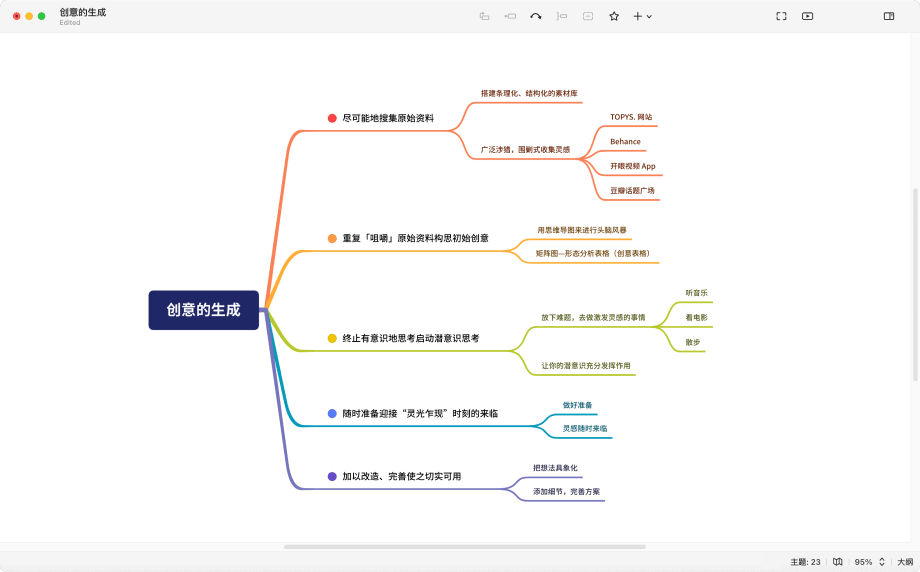 创意的生成
Edited
搭建条理化、结构化的素材库
尽可能地搜集原始资料
TOPYS. 网站
Behance
广泛涉猎，围剿式收集灵感
开眼视频 App
豆瓣话题广场
用思维导图来进行头脑风暴
重复「咀嚼」原始资料构思初始创意
矩阵图—形态分析表格（创意表格）
创意的生成
听音乐
放下难题，去做激发灵感的事情
看电影
终止有意识地思考启动潜意识思考
散步
让你的潜意识充分发挥作用
做好准备
随时准备迎接“灵光乍现”时刻的来临
灵感随时来临
把想法具象化
加以改造、完善使之切实可用
添加细节，完善方案
主题: 23
95%
大纲